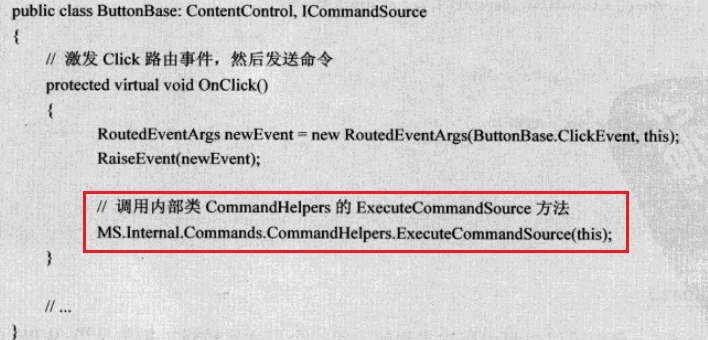 public class ButtonBase: ContentControl, ICommandSource
{
// 激发 Click 路由事件，然后发送命令
protected virtual void OnClick()
{
RoutedEventArgs newEvent = new RoutedEventArgs(ButtonBase.ClickEvent, this);
RaiseEvent(newEvent);
// 调用内部类 CommandHelpers 的 ExecuteCommandSource 方法
MS.Internal.Commands.CommandHelpers.ExecuteCommandSource(this);
}
// ...
}